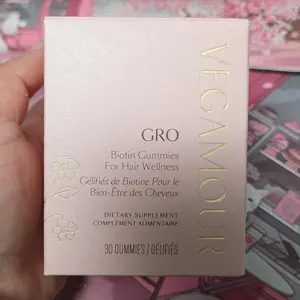 VEGAMOUR
GRO
Biotin Gummies
For Hair Wellness
Gélifiés de Biotine Pour le
Bien-Être des Cheveux
DIETARY SUPPLEMENT
COMPLÉMENT ALIMENTAIRE
30 GUMMIES / GÉLIFIÉS